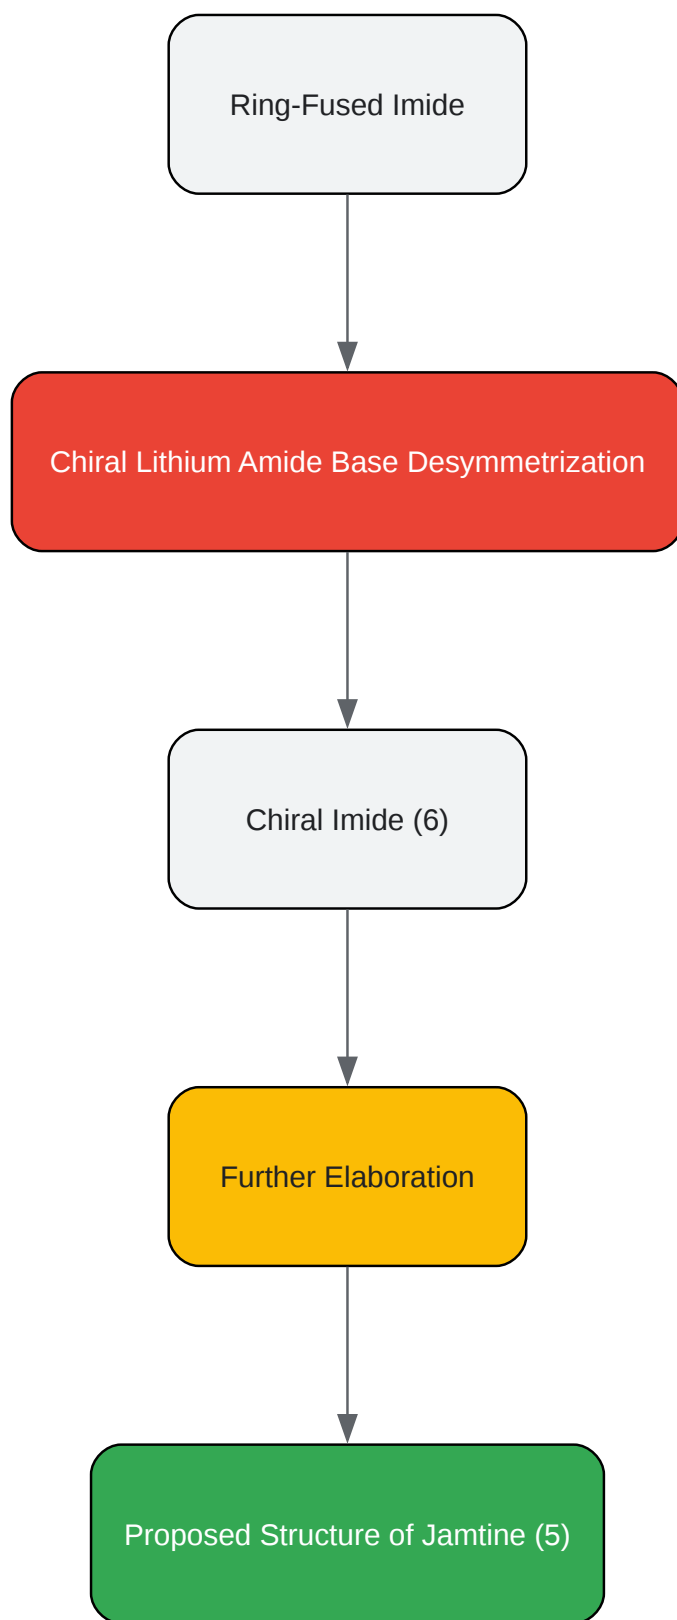 Ring-Fused Imide
Chiral Lithium Amide Base Desymmetrization
Chiral Imide (6)
Further Elaboration
Proposed Structure of Jamtine (5)